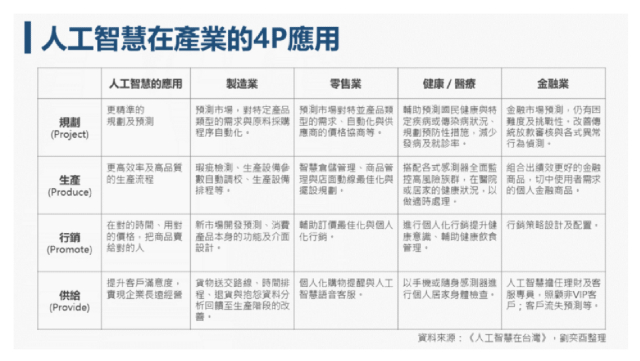 人工智慧在產業的4P應用
人工智慧的應用
製造業
零售業
健康 / 醫療
金融業
規劃
(Project)
更精準的
規劃及預測
預測市場，對特定產品
類型的需求與原料採購
程序自動化。
預測市場對特並產品類
型的需求、自動化與供
應商的價格協商等。
輔助預測國民健康與特
定疾病或傳染病狀況、
規劃預防性措施，減少
發病及就診率。
金融市場預測，仍有困
難度及挑戰性。改善傳
統放款審核與各式異常
行為偵測。
生產
(Produce)
更高效率及高品質
的生產流程
瑕疵檢測、生產設備參
數自動調校、生產設備
排程等。
智慧倉儲管理、商品管
理與店面動線最佳化與
擺設規劃。
搭配各式感測器全面監
控高風險族群，在醫院
或居家的健康狀況，以
做適時處理。
組合出績效更好的金融
商品，切中使用者需求
的個人金融商品。
行銷
(Promote)
在對的時間、用對
的價格，把商品賣
給對的人
新市場開發預測、消費
產品本身的功能及介面
設計。
輔助訂價最佳化與個人
化行銷。
進行個人化行銷提升健
康意識、輔助健康飲食
管理。
行銷策略設計及配置。
供給
(Provide)
提升客戶滿意度，
實現企業長遠經營
貨物送交路線、時間排
程、退貨與抱怨資料分
析回饋至生產階段的改
善。
個人化購物提醒與人工
智慧語音客服。
以手機或隨身感測器進
行個人居家身體檢查。
人工智慧擔任理財及客
服專員，照顧非VIP客
戶；客戶流失預測等。
資料來源：《人工智慧在台灣》，劉奕酉整理